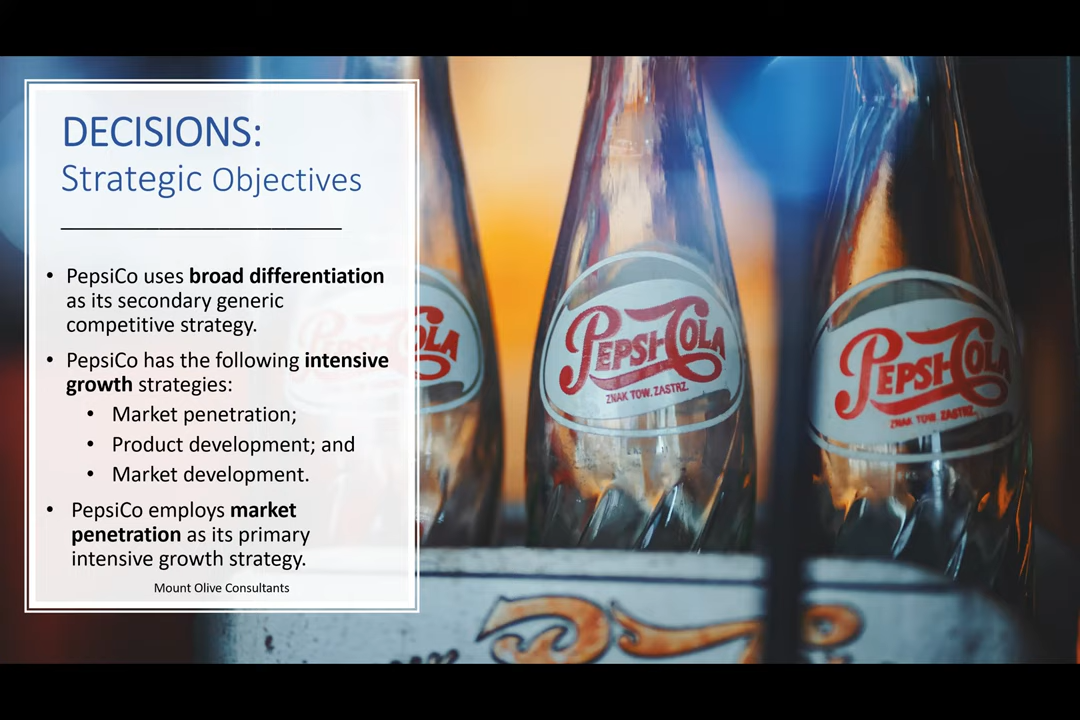 DECISIONS:
Strategic Objectives
• PepsiCo uses broad differentiation
as its secondary generic
competitive strategy.
• PepsiCo has the following intensive
growth strategies:
• Market penetration;
• Product development; and
• Market development.
• PepsiCo employs market
penetration as its primary
intensive growth strategy.
Mount Olive Consultants
PEPSI-COLA
PEPSI-COLA
ZNAK TOW. ZASTRZ.
PEPSI-COLA
ZNAK TOW. ZASTRZ.